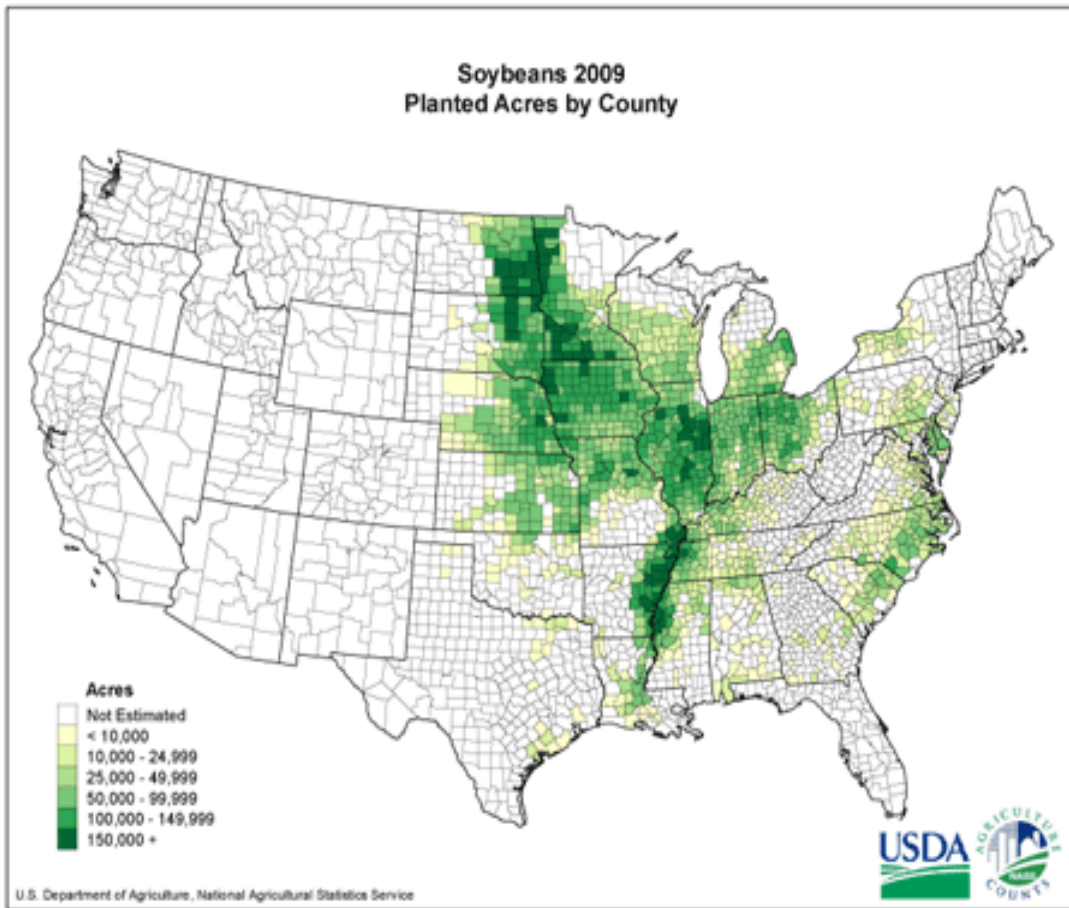 Soybeans 2009
Planted Acres by County
Acres
Not Estimated
< 10,000
10,000 - 24,999
25,000 - 49,999
50,000 - 99,999
100,000 - 149,999
150,000 +
USDA
AGRICULTURE
NASS
COUNTS
U.S. Department of Agriculture, National Agricultural Statistics Service